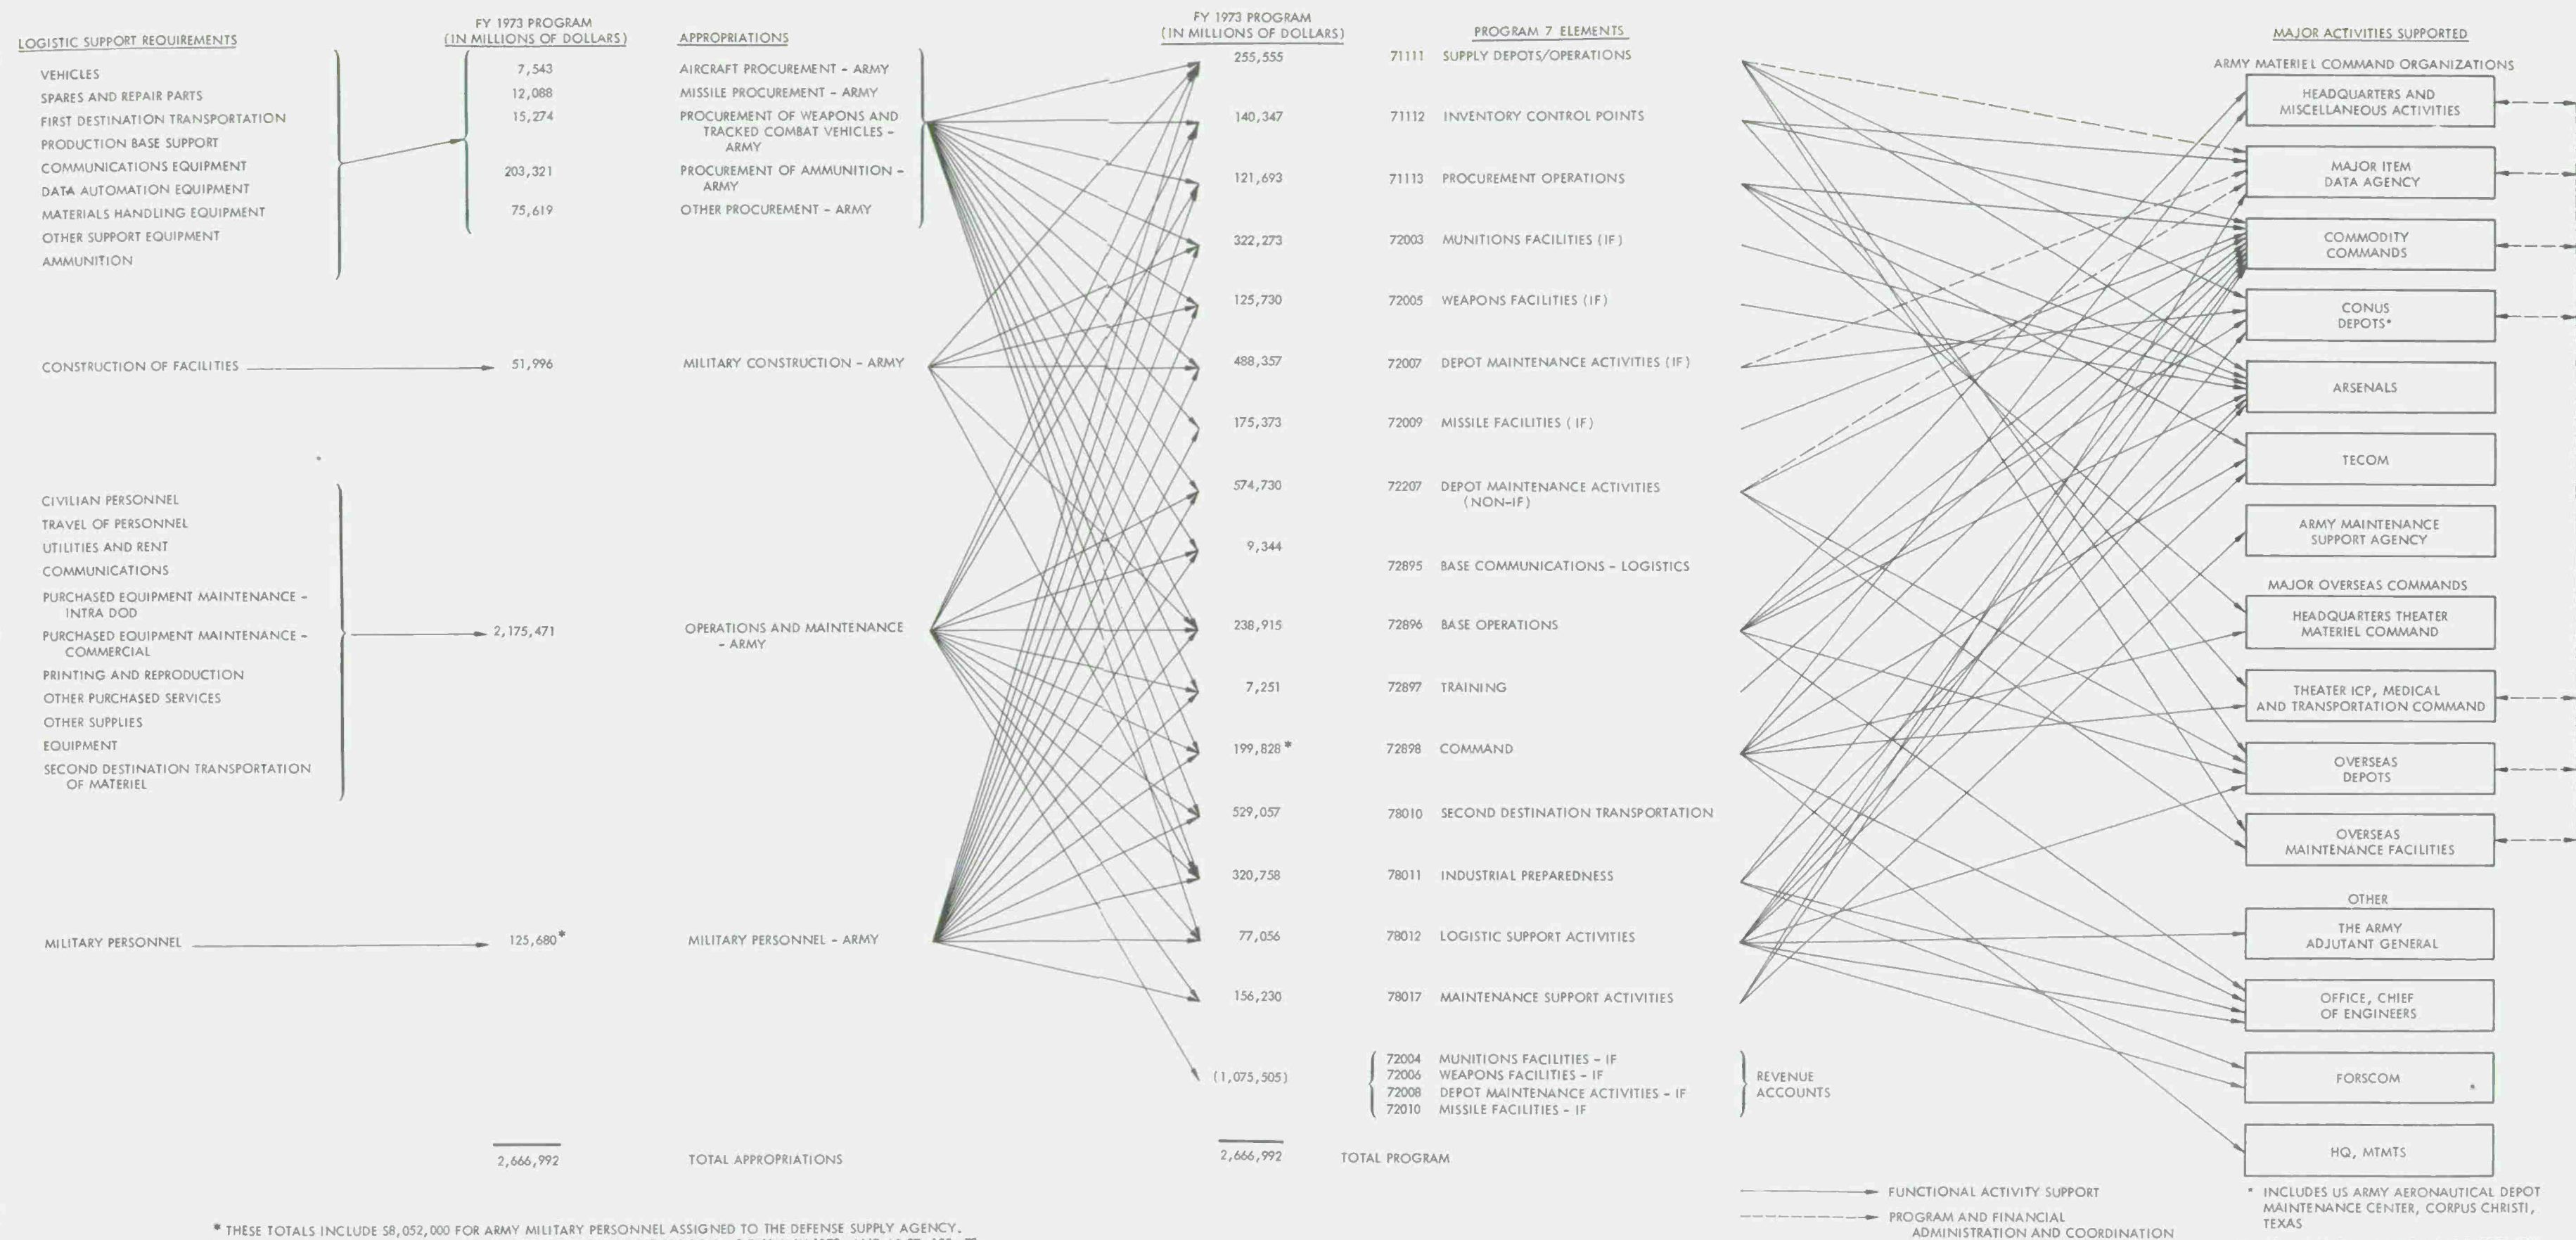 LOGISTIC SUPPORT REQUIREMENTS
VEHICLES
SPARES AND REPAIR PARTS
FIRST DESTINATION TRANSPORTATION
PRODUCTION BASE SUPPORT
COMMUNICATIONS EQUIPMENT
DATA AUTOMATION EQUIPMENT
MATERIALS HANDLING EQUIPMENT
OTHER SUPPORT EQUIPMENT
AMMUNITION
CONSTRUCTION OF FACILITIES
CIVILIAN PERSONNEL
TRAVEL OF PERSONNEL
UTILITIES AND RENT
COMMUNICATIONS
PURCHASED EQUIPMENT MAINTENANCE -
INTRA DOD
PURCHASED EQUIPMENT MAINTENANCE -
COMMERCIAL
PRINTING AND REPRODUCTION
OTHER PURCHASED SERVICES
OTHER SUPPLIES
EQUIPMENT
SECOND DESTINATION TRANSPORTATION
OF MATERIEL
MILITARY PERSONNEL
FY 1973 PROGRAM
(IN MILLIONS OF DOLLARS)
7,543
12,088
15,274
203,321
75,619
51,996
2,175,471
125,680*
2,666,992
APPROPRIATIONS
AIRCRAFT PROCUREMENT - ARMY
MISSILE PROCUREMENT - ARMY
PROCUREMENT OF WEAPONS AND
TRACKED COMBAT VEHICLES -
ARMY
PROCUREMENT OF AMMUNITION -
ARMY
OTHER PROCUREMENT - ARMY
MILITARY CONSTRUCTION - ARMY
OPERATIONS AND MAINTENANCE
- ARMY
MILITARY PERSONNEL - ARMY
TOTAL APPROPRIATIONS
FY 1973 PROGRAM
(IN MILLIONS OF DOLLARS)
PROGRAM 7 ELEMENTS
255,555 71111 SUPPLY DEPOTS/OPERATIONS
140,347 71112 INVENTORY CONTROL POINTS
121,693 71113 PROCUREMENT OPERATIONS
322,273 72003 MUNITIONS FACILITIES (IF)
125,730 72005 WEAPONS FACILITIES (IF)
488,357 72007 DEPOT MAINTENANCE ACTIVITIES (IF)
175,373 72009 MISSILE FACILITIES (IF)
574,730 72207 DEPOT MAINTENANCE ACTIVITIES
(NON-IF)
9,344
72895 BASE COMMUNICATIONS - LOGISTICS
238,915 72896 BASE OPERATIONS
7,251 72897 TRAINING
199,828* 72898 COMMAND
529,057 78010 SECOND DESTINATION TRANSPORTATION
320,758 78011 INDUSTRIAL PREPAREDNESS
77,056 78012 LOGISTIC SUPPORT ACTIVITIES
156,230 78017 MAINTENANCE SUPPORT ACTIVITIES
(1,075,505)
72004 MUNITIONS FACILITIES - IF
72006 WEAPONS FACILITIES - IF
72008 DEPOT MAINTENANCE ACTIVITIES - IF
72010 MISSILE FACILITIES - IF
REVENUE
ACCOUNTS
2,666,992 TOTAL PROGRAM
MAJOR ACTIVITIES SUPPORTED
ARMY MATERIEL COMMAND ORGANIZATIONS
HEADQUARTERS AND
MISCELLANEOUS ACTIVITIES
MAJOR ITEM
DATA AGENCY
COMMODITY
COMMANDS
CONUS
DEPOTS*
ARSENALS
TECOM
ARMY MAINTENANCE
SUPPORT AGENCY
MAJOR OVERSEAS COMMANDS
HEADQUARTERS THEATER
MATERIEL COMMAND
THEATER ICP, MEDICAL
AND TRANSPORTATION COMMAND
OVERSEAS
DEPOTS
OVERSEAS
MAINTENANCE FACILITIES
OTHER
THE ARMY
ADJUTANT GENERAL
OFFICE, CHIEF
OF ENGINEERS
FORSCOM
HQ, MTMTS
FUNCTIONAL ACTIVITY SUPPORT
PROGRAM AND FINANCIAL
ADMINISTRATION AND COORDINATION
* INCLUDES US ARMY AERONAUTICAL DEPOT
MAINTENANCE CENTER, CORPUS CHRISTI,
TEXAS
* THESE TOTALS INCLUDE $8,052,000 FOR ARMY MILITARY PERSONNEL ASSIGNED TO THE DEFENSE SUPPLY AGENCY.